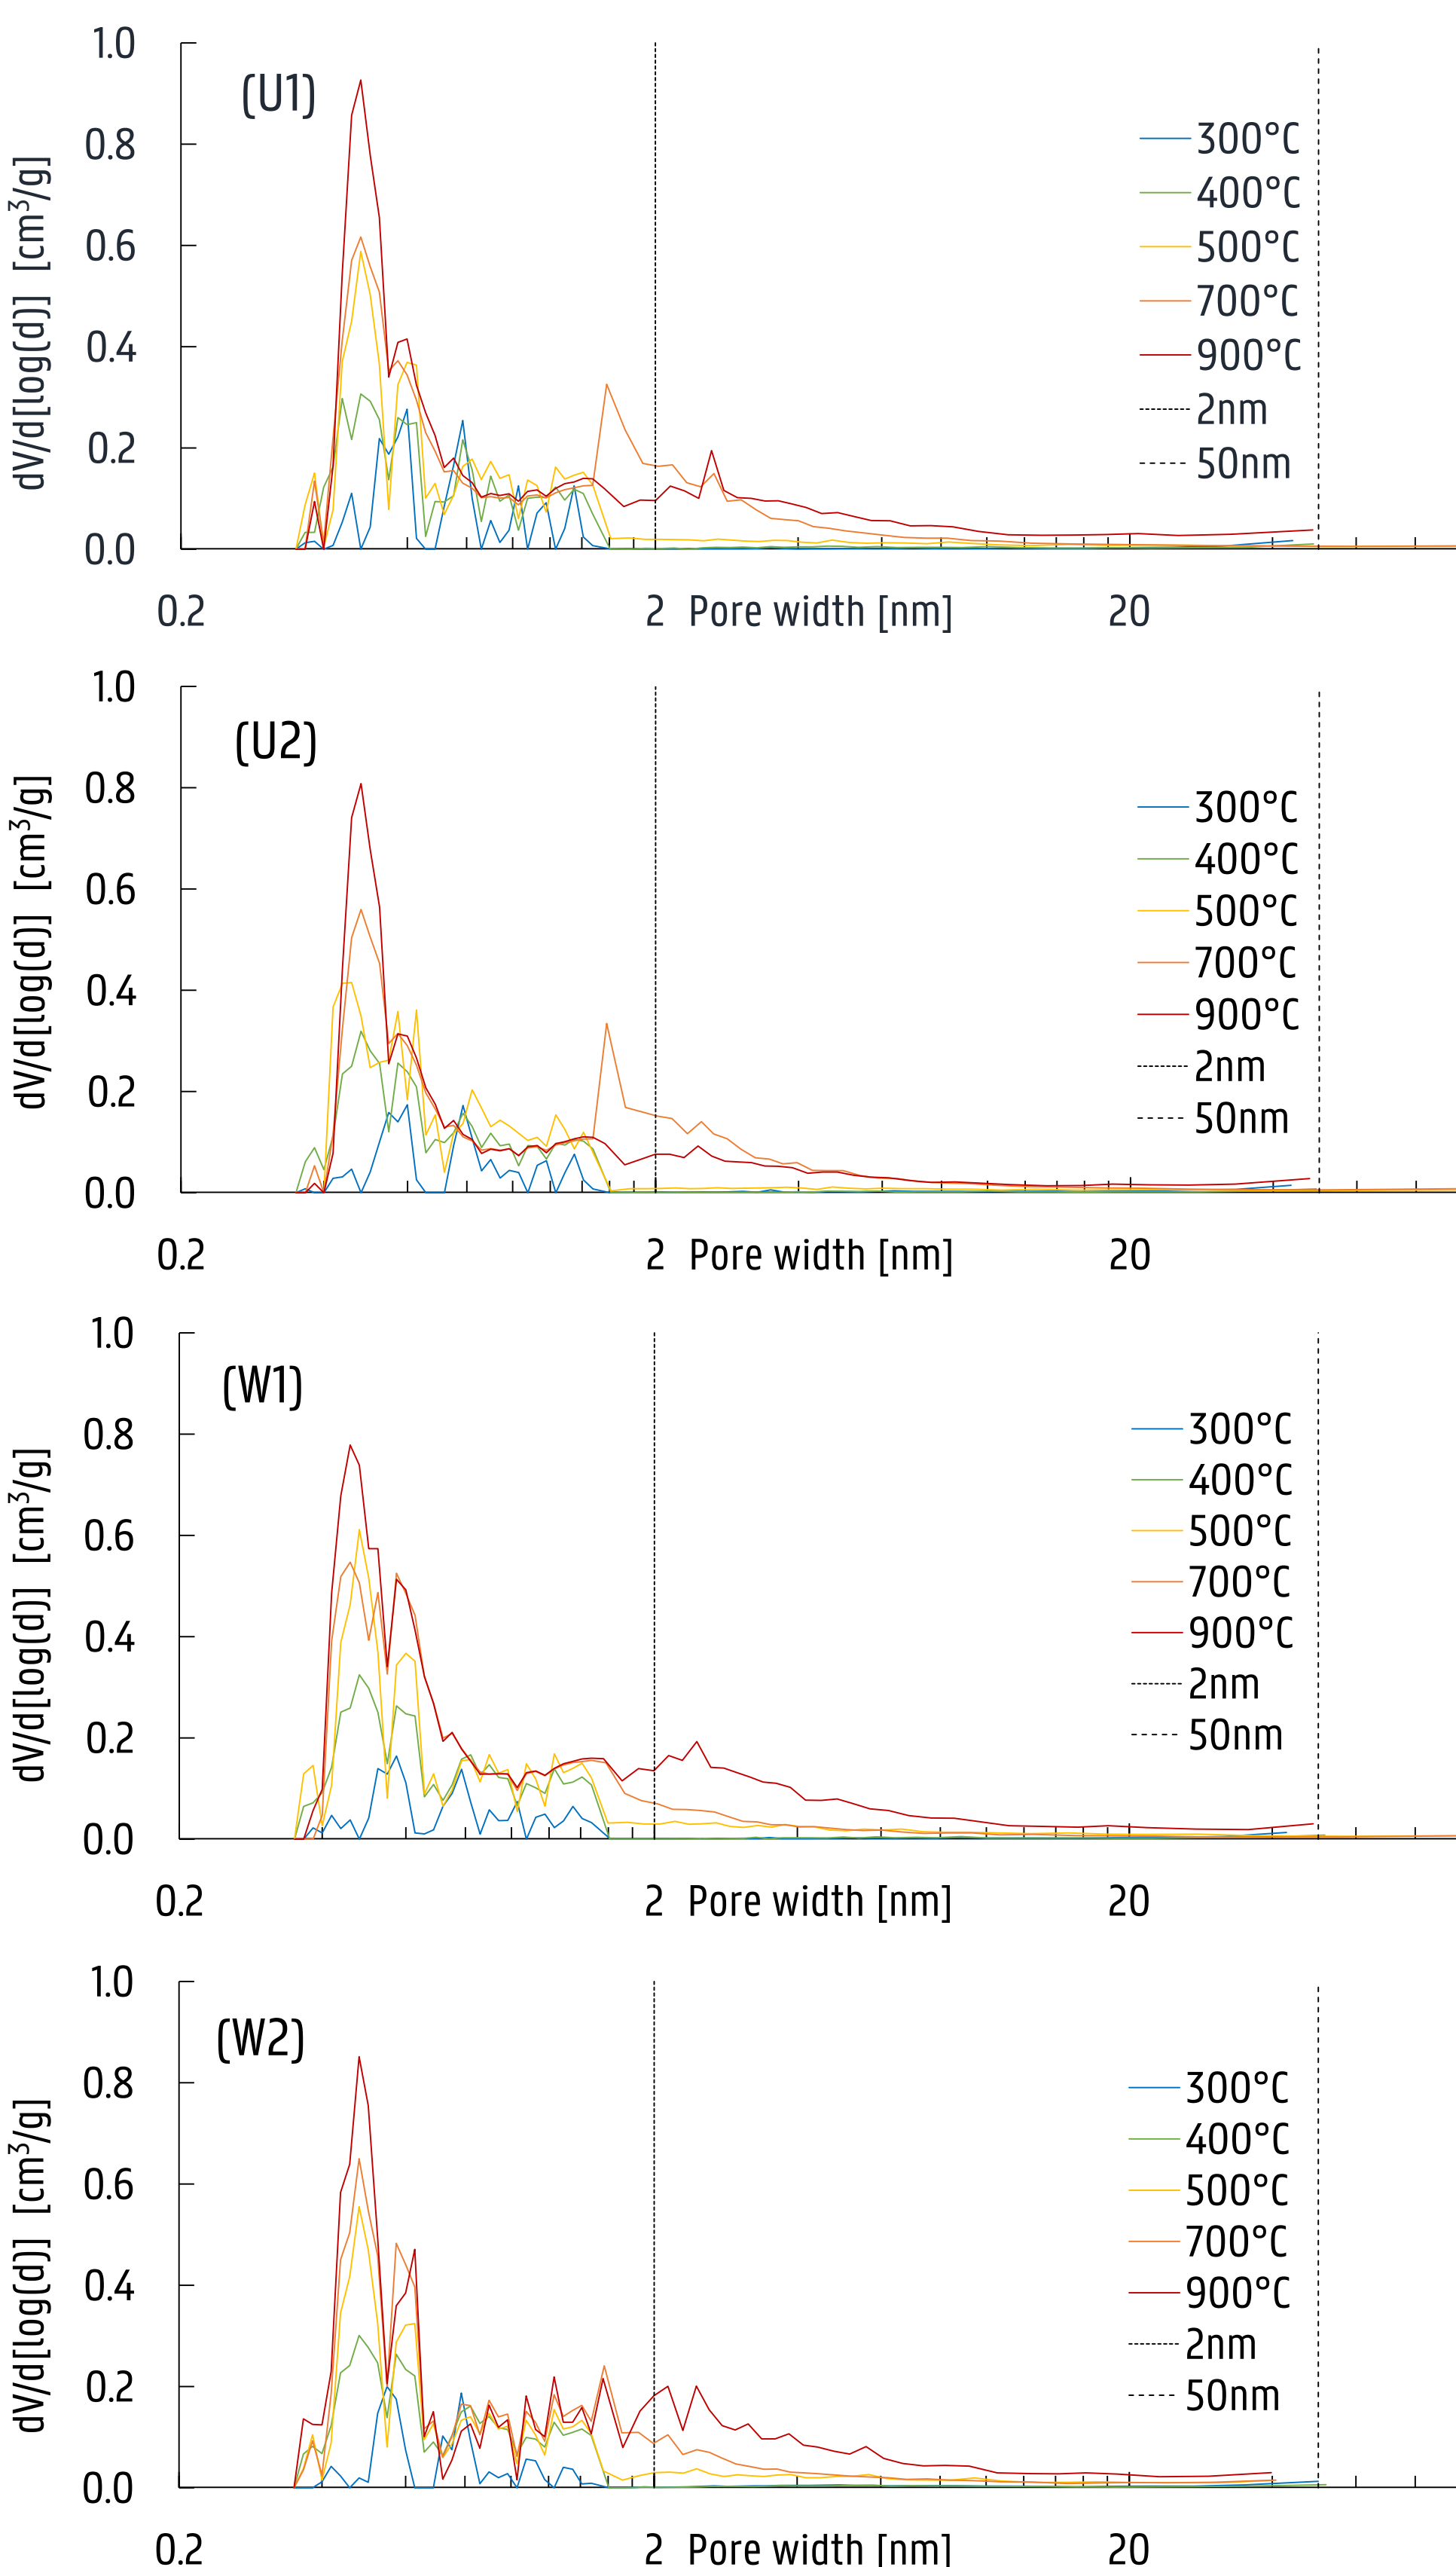 (U1)
dV/d[log(d)] [cm³/g]
1.0
0.8
0.6
0.4
0.2
0.0
300°C
400°C
500°C
700°C
900°C
2nm
50nm
0.2
2
Pore width [nm]
20
(U2)
dV/d[log(d)] [cm³/g]
1.0
0.8
0.6
0.4
0.2
0.0
300°C
400°C
500°C
700°C
900°C
2nm
50nm
0.2
2
Pore width [nm]
20
(W1)
dV/d[log(d)] [cm³/g]
1.0
0.8
0.6
0.4
0.2
0.0
300°C
400°C
500°C
700°C
900°C
2nm
50nm
0.2
2
Pore width [nm]
20
(W2)
dV/d[log(d)] [cm³/g]
1.0
0.8
0.6
0.4
0.2
0.0
300°C
400°C
500°C
700°C
900°C
2nm
50nm
0.2
2
Pore width [nm]
20